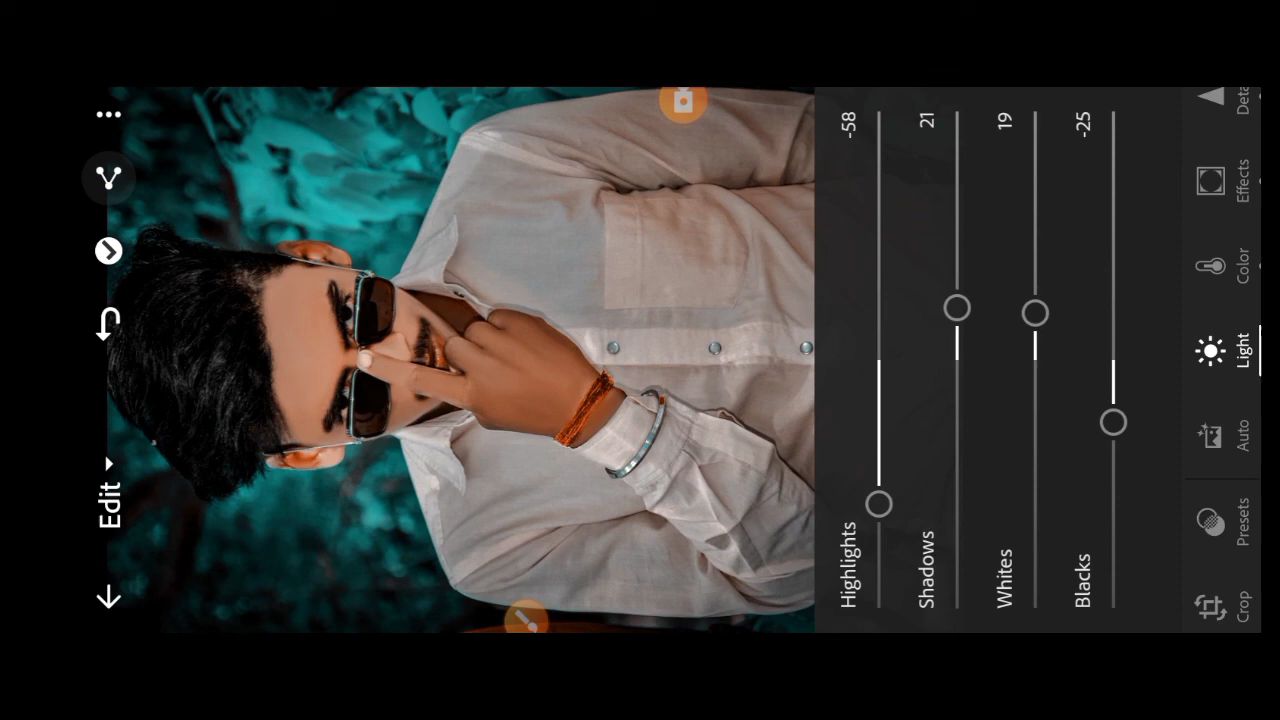 Edit
Highlights -58
Shadows 21
Whites 19
Blacks -25
Crop
Presets
Auto
Light
Color
Effects